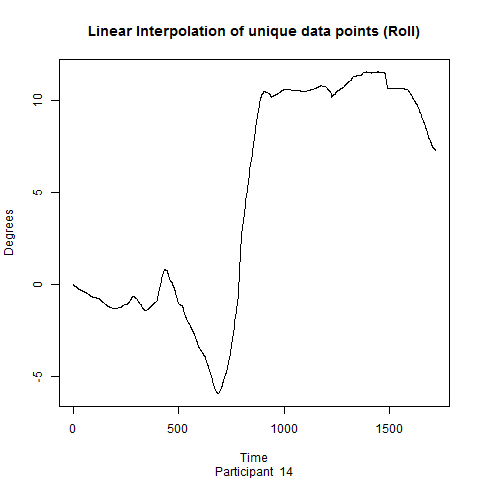 Linear Interpolation of unique data points (Roll)
Degrees
10
5
0
-5
0 500 1000 1500
Time
Participant 14